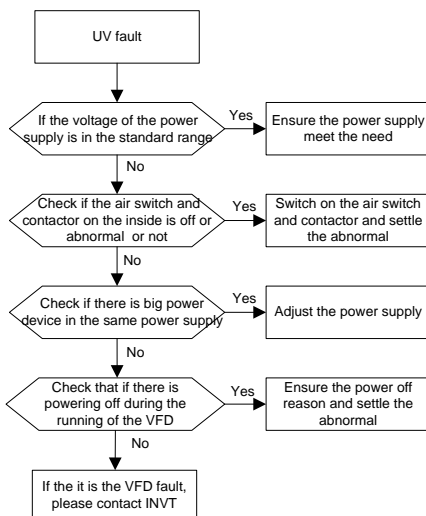 UV fault
If the voltage of the power
supply is in the standard range
Yes
Ensure the power supply
meet the need
No
Check if the air switch and
contactor on the inside is off or
abnormal or not
Yes
Switch on the air switch
and contactor and settle
the abnormal
No
Check if there is big power
device in the same power supply
Yes
Adjust the power supply
No
Check that if there is
powering off during the
running of the VFD
Yes
Ensure the power off
reason and settle the
abnormal
No
If the it is the VFD fault,
please contact INVT